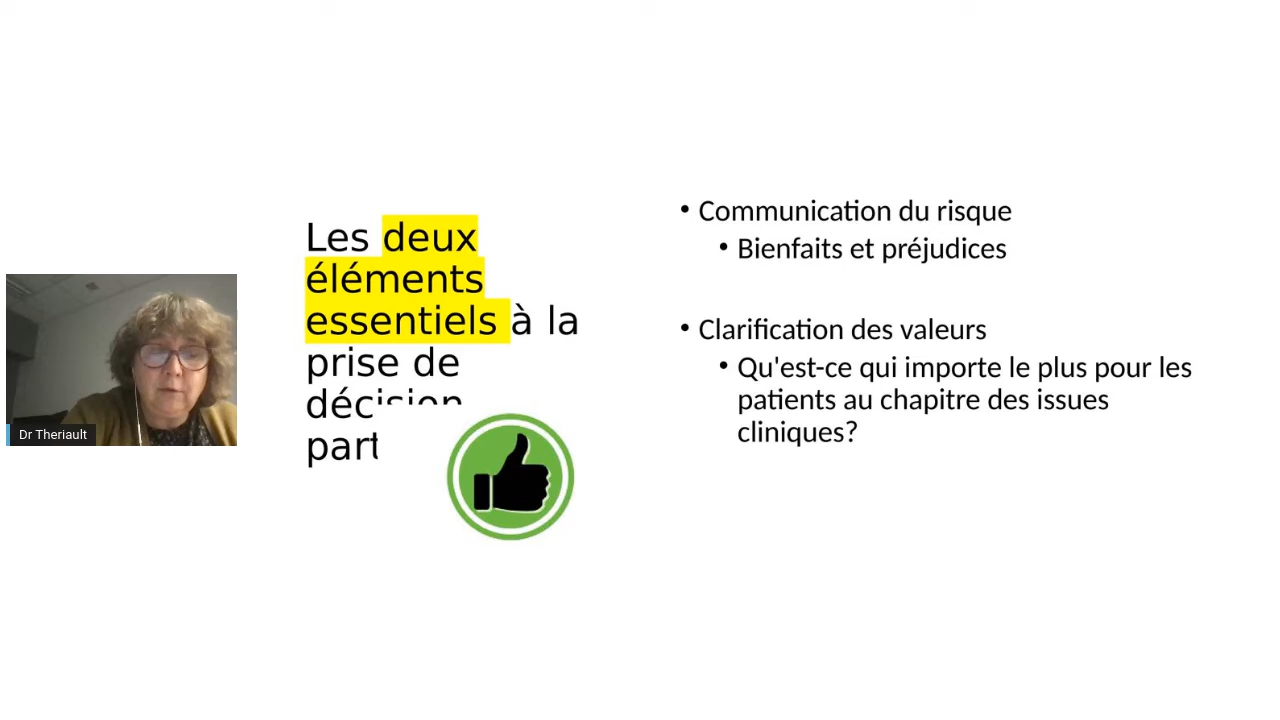 Les deux
éléments
essentiels à la
prise de
décision
part
• Communication du risque
• Bienfaits et préjudices
• Clarification des valeurs
• Qu'est-ce qui importe le plus pour les
patients au chapitre des issues
cliniques?
Dr Theriault